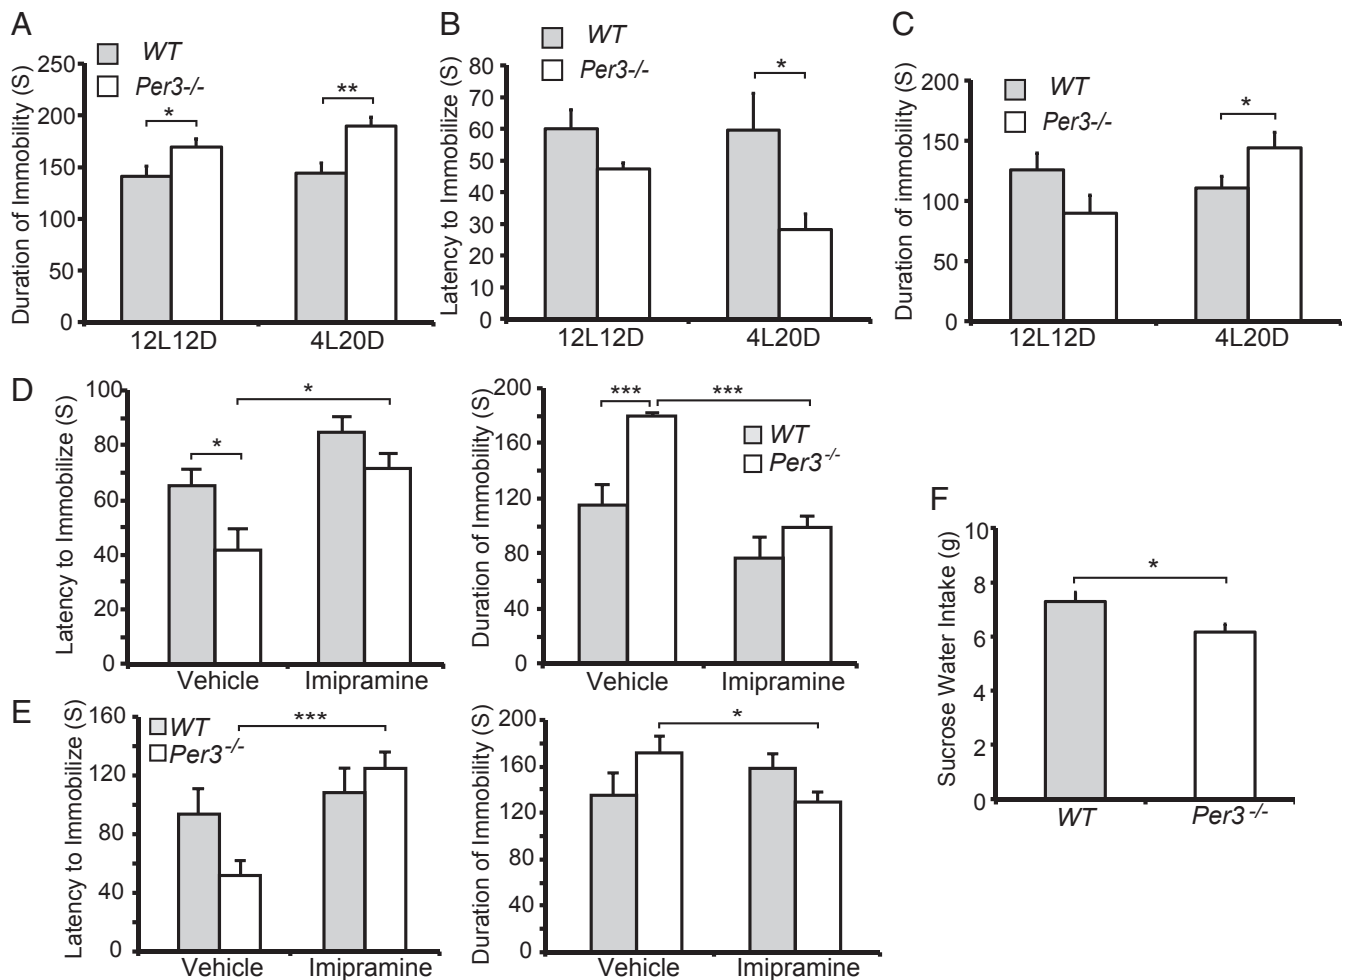 A
WT
Per3-/-
Duration of Immobility (S)
250
200
150
100
50
0
*
**
12L12D
4L20D
B
WT
Per3-/-
Latency to Immobilize (S)
80
70
60
50
40
30
20
10
0
*
12L12D
4L20D
C
WT
Per3-/-
Duration of immobility (S)
200
150
100
50
0
*
12L12D
4L20D
D
Latency to Immobilize (S)
100
80
60
40
20
0
*
*
Vehicle
Imipramine
Duration of Immobility (S)
200
160
120
80
40
0
***
***
WT
Per3-/-
Vehicle
Imipramine
E
WT
Per3-/-
Latency to Immobilize (S)
160
120
80
40
0
***
Vehicle
Imipramine
Duration of Immobility (S)
200
160
120
80
40
0
*
Vehicle
Imipramine
F
Sucrose Water Intake (g)
10
8
6
4
2
0
*
WT
Per3-/-